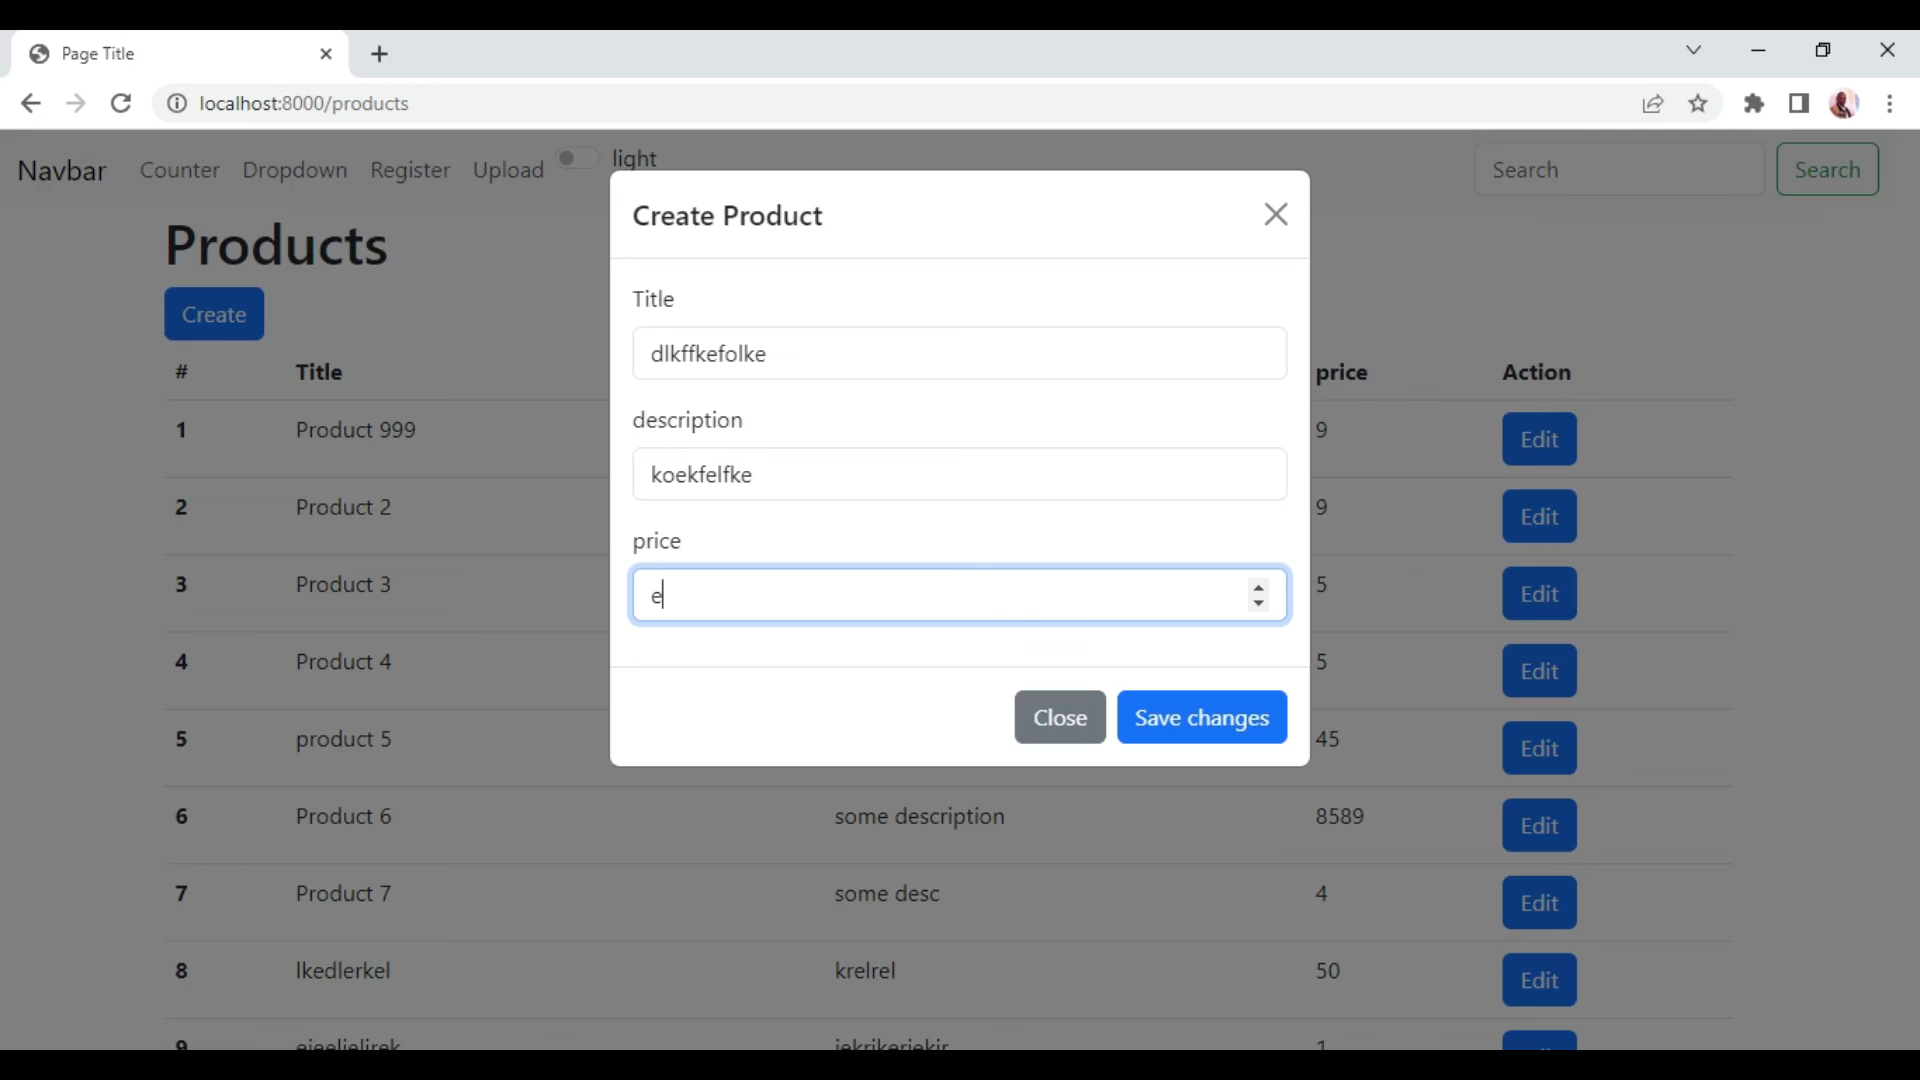 Page Title
localhost:8000/products
Navbar Counter Dropdown Register Upload light Search Search
Products
Create
Create Product
Title
dlkffkefolke
description
koekfelfke
price
e
Close Save changes
# Title price Action
1 Product 999 9 Edit
2 Product 2 9 Edit
3 Product 3 5 Edit
4 Product 4 5 Edit
5 product 5 45 Edit
6 Product 6 some description 8589 Edit
7 Product 7 some desc 4 Edit
8 lkedlerkel krelrel 50 Edit
9 1